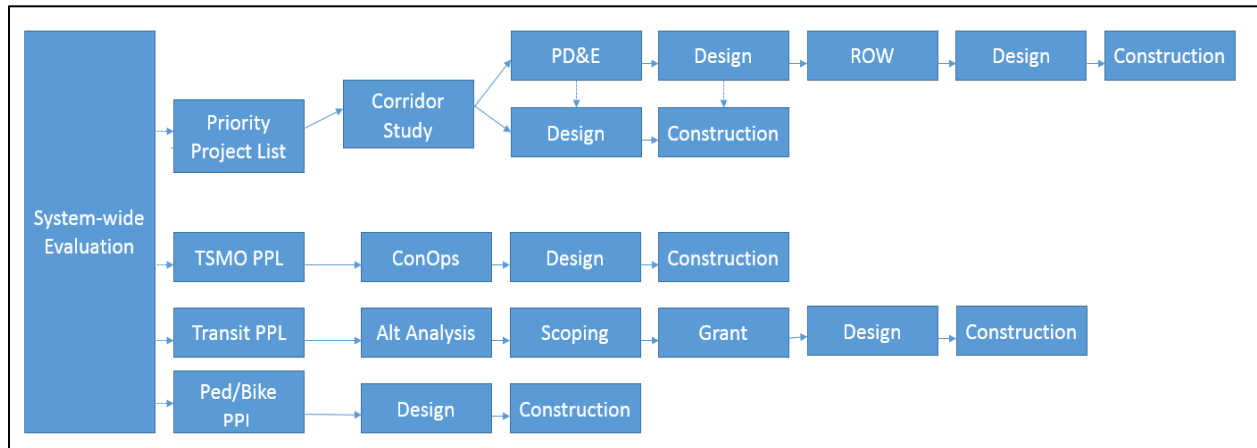 System-wide
Evaluation
Priority
Project List
Corridor
Study
PD&E
Design
ROW
Design
Construction
Design
Construction
TSMO PPL
ConOps
Design
Construction
Transit PPL
Alt Analysis
Scoping
Grant
Design
Construction
Ped/Bike
PPI
Design
Construction